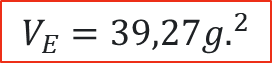 V_E = 39,27g.²